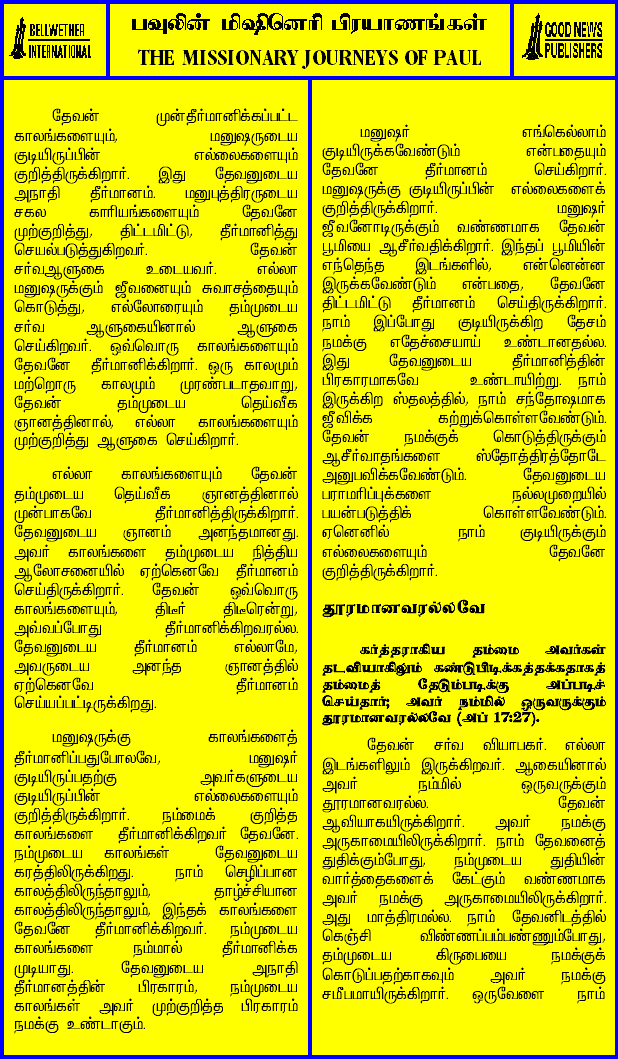 BELLWETHER
INTERNATIONAL
பவுலின் மிஷினெரி பிரயாணங்கள்
THE MISSIONARY JOURNEYS OF PAUL
GOOD NEWS
PUBLISHERS
தேவன் முன்தீர்மானிக்கப்பட்ட
காலங்களையும், மனுஷருடைய
குடியிருப்பின் எல்லைகளையும்
குறித்திருக்கிறார். இது தேவனுடைய
அநாதி தீர்மானம். மனுபுத்திரருடைய
சகல காரியங்களையும் தேவனே
முற்குறித்து, திட்டமிட்டு, தீர்மானித்து
செயல்படுத்துகிறவர். தேவன்
சர்வஆளுகை உடையவர். எல்லா
மனுஷருக்கும் ஜீவனையும் சுவாசத்தையும்
கொடுத்து, எல்லோரையும் தம்முடைய
சர்வ ஆளுகையினால் ஆளுகை
செய்கிறவர். ஒவ்வொரு காலங்களையும்
தேவனே தீர்மானிக்கிறார். ஒரு காலமும்
மற்றொரு காலமும் முரண்படாதவாறு,
தேவன் தம்முடைய தெய்வீக
ஞானத்தினால், எல்லா காலங்களையும்
முற்குறித்து ஆளுகை செய்கிறார்.
எல்லா காலங்களையும் தேவன்
தம்முடைய தெய்வீக ஞானத்தினால்
முன்பாகவே தீர்மானித்திருக்கிறார்.
தேவனுடைய ஞானம் அனந்தமானது.
அவர் காலங்களை தம்முடைய நித்திய
ஆலோசனையில் ஏற்கெனவே தீர்மானம்
செய்திருக்கிறார். தேவன் ஒவ்வொரு
காலங்களையும், திடீர் திடீரென்று,
அவ்வப்போது தீர்மானிக்கிறவரல்ல.
தேவனுடைய தீர்மானம் எல்லாமே,
அவருடைய அனந்த ஞானத்தில்
ஏற்கெனவே தீர்மானம்
செய்யப்பட்டிருக்கிறது.
மனுஷருக்கு காலங்களைத்
தீர்மானிப்பதுபோலவே, மனுஷர்
குடியிருப்பதற்கு அவர்களுடைய
குடியிருப்பின் எல்லைகளையும்
குறித்திருக்கிறார். நம்மைக் குறித்த
காலங்களை தீர்மானிக்கிறவர் தேவனே.
நம்முடைய காலங்கள் தேவனுடைய
கரத்திலிருக்கிறது. நாம் செழிப்பான
காலத்திலிருந்தாலும், தாழ்ச்சியான
காலத்திலிருந்தாலும், இந்தக் காலங்களை
தேவனே தீர்மானிக்கிறவர். நம்முடைய
காலங்களை நம்மால் தீர்மானிக்க
முடியாது. தேவனுடைய அநாதி
தீர்மானத்தின் பிரகாரம், நம்முடைய
காலங்கள் அவர் முற்குறித்த பிரகாரம்
நமக்கு உண்டாகும்.
மனுஷர் எங்கெல்லாம்
குடியிருக்கவேண்டும் என்பதையும்
தேவனே தீர்மானம் செய்கிறார்.
மனுஷருக்கு குடியிருப்பின் எல்லைகளைக்
குறித்திருக்கிறார். மனுஷர்
ஜீவனோடிருக்கும் வண்ணமாக தேவன்
பூமியை ஆசீர்வதிக்கிறார். இந்தப் பூமியின்
எந்தெந்த இடங்களில், என்னென்ன
இருக்கவேண்டும் என்பதை, தேவனே
திட்டமிட்டு தீர்மானம் செய்திருக்கிறார்.
நாம் இப்போது குடியிருக்கிற தேசம்
நமக்கு எதேச்சையாய் உண்டானதல்ல.
இது தேவனுடைய தீர்மானத்தின்
பிரகாரமாகவே உண்டாயிற்று. நாம்
இருக்கிற ஸ்தலத்தில், நாம் சந்தோஷமாக
ஜீவிக்க கற்றுக்கொள்ளவேண்டும்.
தேவன் நமக்குக் கொடுத்திருக்கும்
ஆசீர்வாதங்களை ஸ்தோத்திரத்தோடே
அனுபவிக்கவேண்டும். தேவனுடைய
பராமரிப்புக்களை நல்லமுறையில்
பயன்படுத்திக் கொள்ளவேண்டும்.
ஏனெனில் நாம் குடியிருக்கும்
எல்லைகளையும் தேவனே
குறித்திருக்கிறார்.
தூரமானவரல்லவே
கர்த்தராகிய தம்மை அவர்கள்
தடவியாகிலும் கண்டுபிடிக்கத்தக்கதாகத்
தம்மைத் தேடும்படிக்கு அப்படிச்
செய்தார்; அவர் நம்மில் ஒருவருக்கும்
தூரமானவரல்லவே (அப் 17:27).
தேவன் சர்வ வியாபகர். எல்லா
இடங்களிலும் இருக்கிறவர். ஆகையினால்
அவர் நம்மில் ஒருவருக்கும்
தூரமானவரல்ல. தேவன்
ஆவியாகயிருக்கிறார். அவர் நமக்கு
அருகாமையிலிருக்கிறார். நாம் தேவனைத்
துதிக்கும்போது, நம்முடைய துதியின்
வார்த்தைகளைக் கேட்கும் வண்ணமாக
அவர் நமக்கு அருகாமையிலிருக்கிறார்.
அது மாத்திரமல்ல. நாம் தேவனிடத்தில்
கெஞ்சி விண்ணப்பம்பண்ணும்போது,
தம்முடைய கிருபையை நமக்குக்
கொடுப்பதற்காகவும் அவர் நமக்கு
சமீபமாயிருக்கிறார். ஒருவேளை நாம்